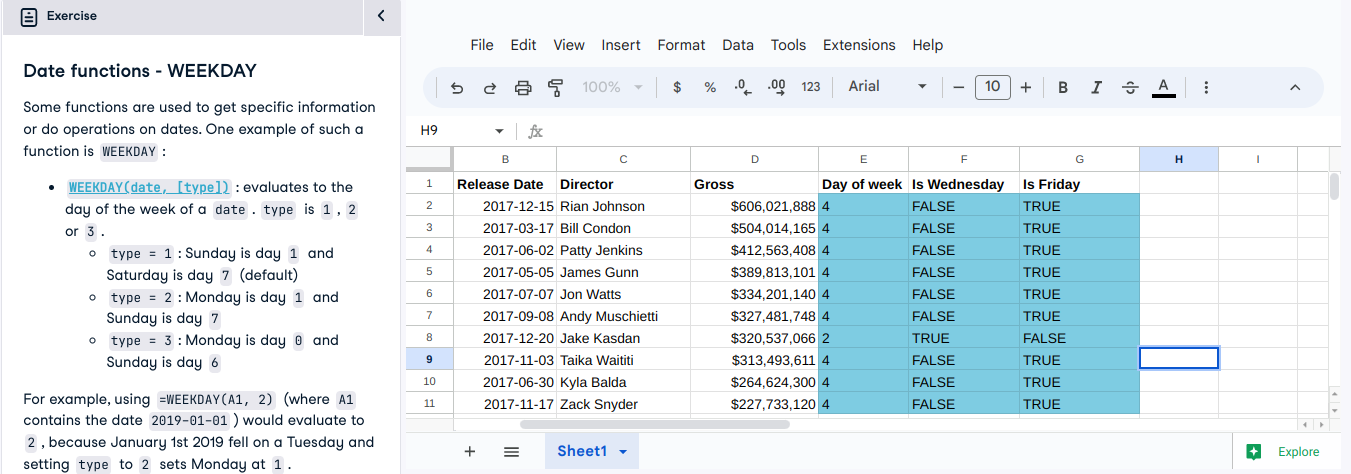 Exercise
Date functions - WEEKDAY
Some functions are used to get specific information
or do operations on dates. One example of such a
function is WEEKDAY :
• WEEKDAY(date, [type]) : evaluates to the
day of the week of a date . type is 1 , 2
or 3 .
type = 1 : Sunday is day 1 and
Saturday is day 7 (default)
type = 2 : Monday is day 1 and
Sunday is day 7
type = 3 : Monday is day 0 and
Sunday is day 6
For example, using =WEEKDAY(A1, 2) (where A1
contains the date 2019-01-01 ) would evaluate to
2 , because January 1st 2019 fell on a Tuesday and
setting type to 2 sets Monday at 1 .
File Edit View Insert Format Data Tools Extensions Help
100% $ % .0 .00 123 Arial 10 B I S A
H9 fx
B C D E F G H I
1 Release Date Director Gross Day of week Is Wednesday Is Friday
2 2017-12-15 Rian Johnson $606,021,888 4 FALSE TRUE
3 2017-03-17 Bill Condon $504,014,165 4 FALSE TRUE
4 2017-06-02 Patty Jenkins $412,563,408 4 FALSE TRUE
5 2017-05-05 James Gunn $389,813,101 4 FALSE TRUE
6 2017-07-07 Jon Watts $334,201,140 4 FALSE TRUE
7 2017-09-08 Andy Muschietti $327,481,748 4 FALSE TRUE
8 2017-12-20 Jake Kasdan $320,537,066 2 TRUE FALSE
9 2017-11-03 Taika Waititi $313,493,611 4 FALSE TRUE
10 2017-06-30 Kyla Balda $264,624,300 4 FALSE TRUE
11 2017-11-17 Zack Snyder $227,733,120 4 FALSE TRUE
Sheet1 Explore